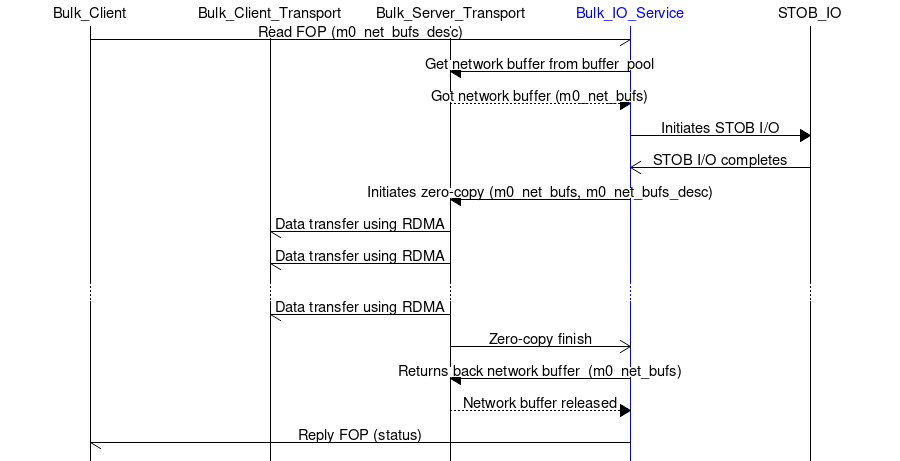 Bulk_Client Bulk_Client_Transport Bulk_Server_Transport Bulk_IO_Service STOB_IO
Read FOP (m0_net_bufs_desc)
Get network buffer from buffer_pool
Got network buffer (m0_net_bufs)
Initiates STOB I/O
STOB I/O completes
Initiates zero-copy (m0_net_bufs, m0_net_bufs_desc)
Data transfer using RDMA
Data transfer using RDMA
Data transfer using RDMA
Zero-copy finish
Returns back network buffer  (m0_net_bufs)
Network buffer released
Reply FOP (status)